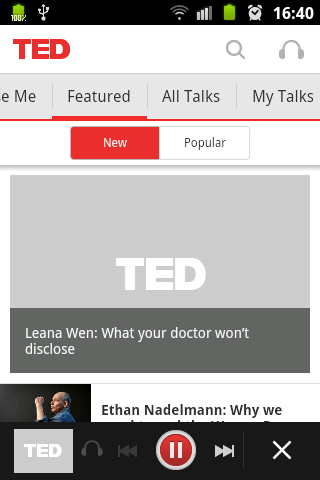 100%
16:40
TED
se Me
Featured
All Talks
My Talks
New
Popular
TED
Leana Wen: What your doctor won't
disclose
Ethan Nadelmann: Why we
TED